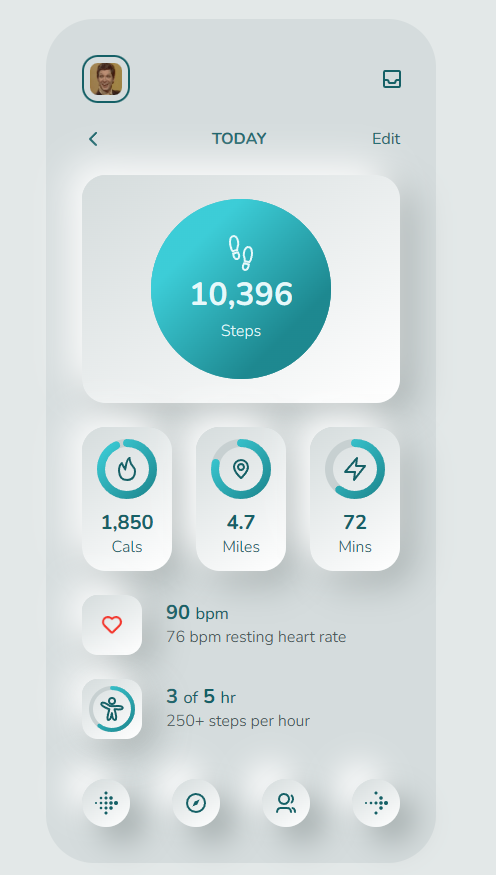 TODAY
Edit
10,396
Steps
1,850
Cals
4.7
Miles
72
Mins
90 bpm
76 bpm resting heart rate
3 of 5 hr
250+ steps per hour